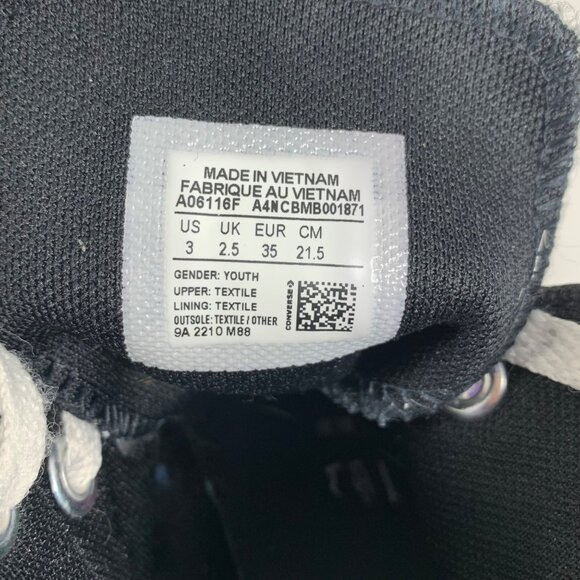 MADE IN VIETNAM
FABRIQUE AU VIETNAM
A06116F A4NCBMB001871
US UK EUR CM
3 2.5 35 21.5
GENDER: YOUTH
UPPER: TEXTILE
LINING: TEXTILE
OUTSOLE: TEXTILE / OTHER
9A 2210 M88
CONVERSE